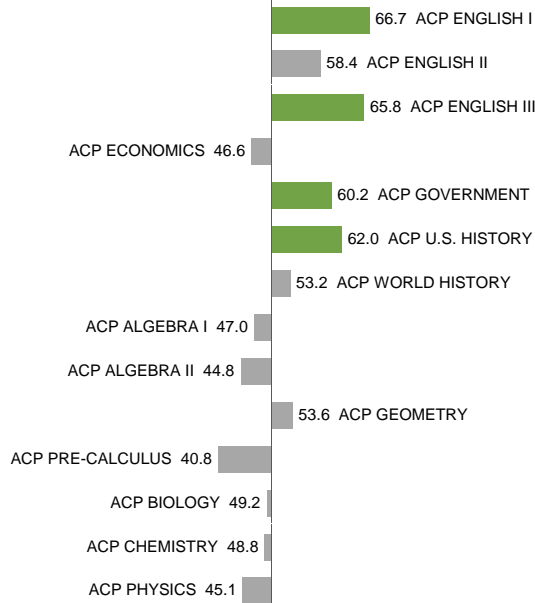 66.7 ACP ENGLISH I
58.4 ACP ENGLISH II
65.8 ACP ENGLISH III
ACP ECONOMICS 46.6
60.2 ACP GOVERNMENT
62.0 ACP U.S. HISTORY
53.2 ACP WORLD HISTORY
ACP ALGEBRA I 47.0
ACP ALGEBRA II 44.8
53.6 ACP GEOMETRY
ACP PRE-CALCULUS 40.8
ACP BIOLOGY 49.2
ACP CHEMISTRY 48.8
ACP PHYSICS 45.1